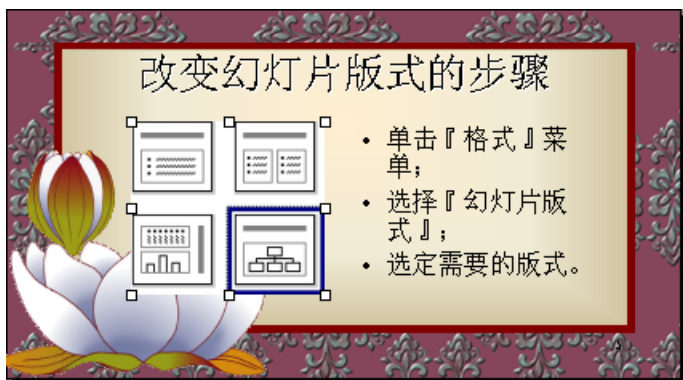 改变幻灯片版式的步骤
• 单击『格式』菜
单；
• 选择『幻灯片版
式』；
• 选定需要的版式。